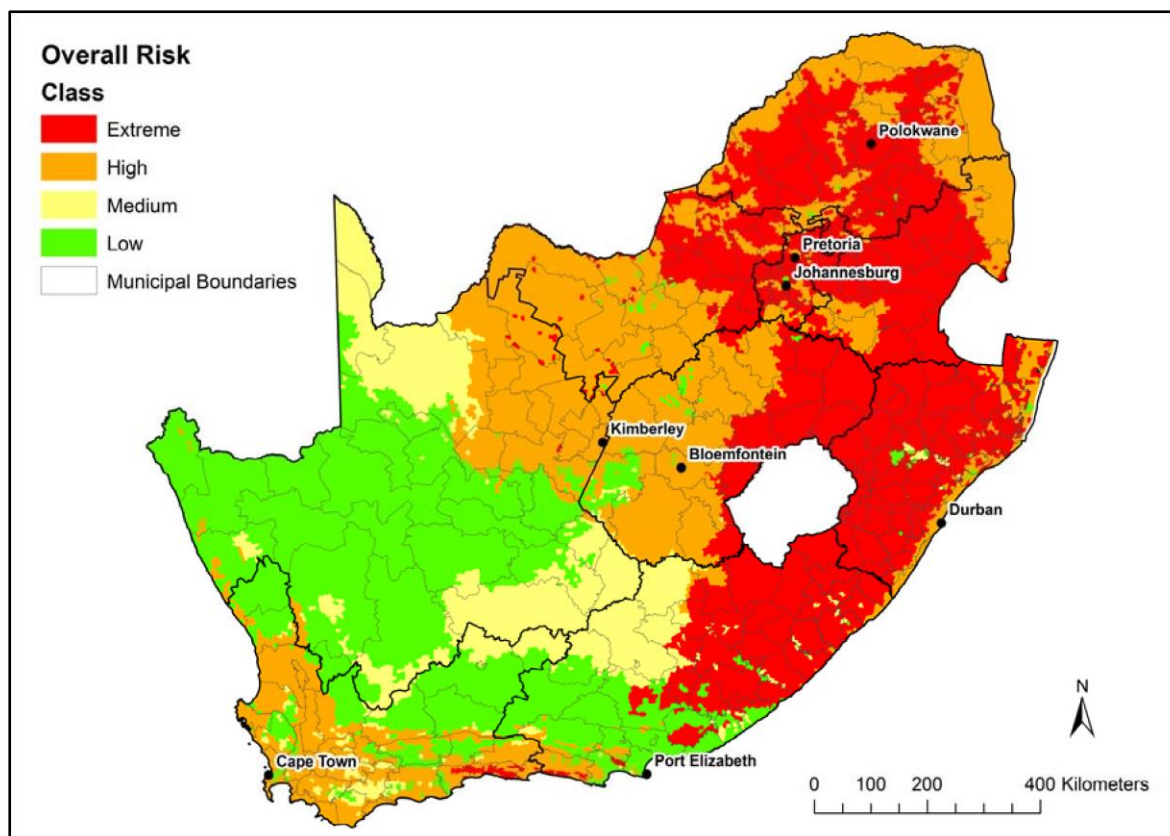 Overall Risk
Class
Extreme
High
Medium
Low
Municipal Boundaries
Polokwane
Pretoria
Johannesburg
Kimberley
Bloemfontein
Durban
Cape Town
Port Elizabeth
N
0 100 200 400 Kilometers